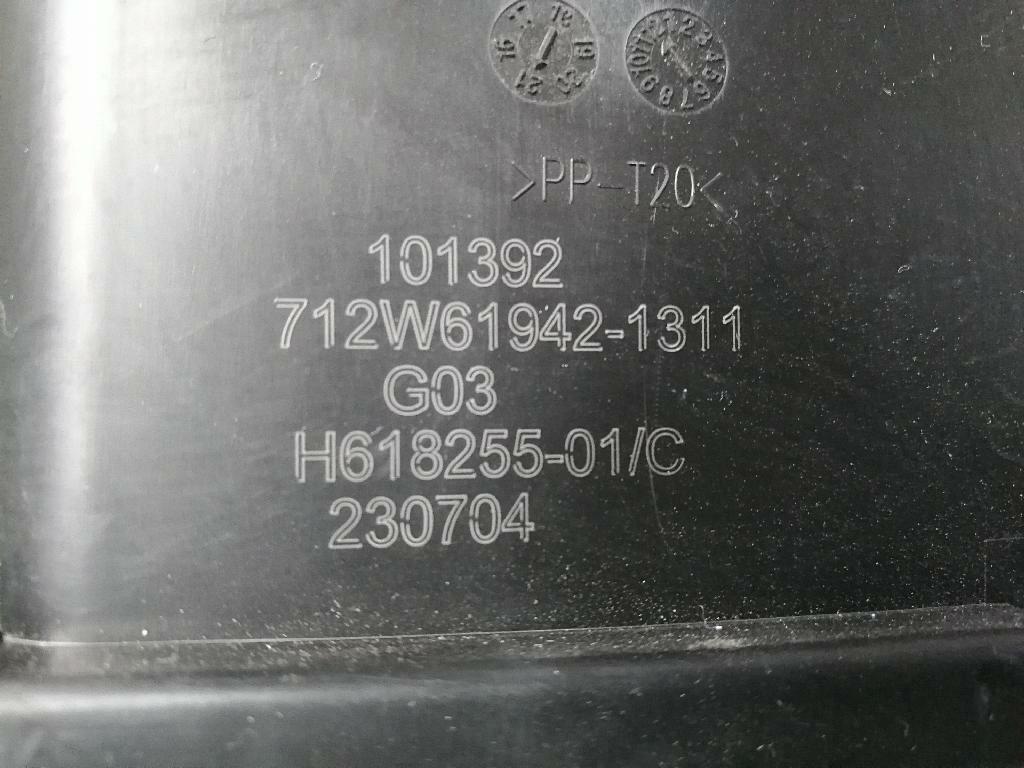 >PP-T20<
101392
712W61942-1311
G03
H618255-01/C
230704